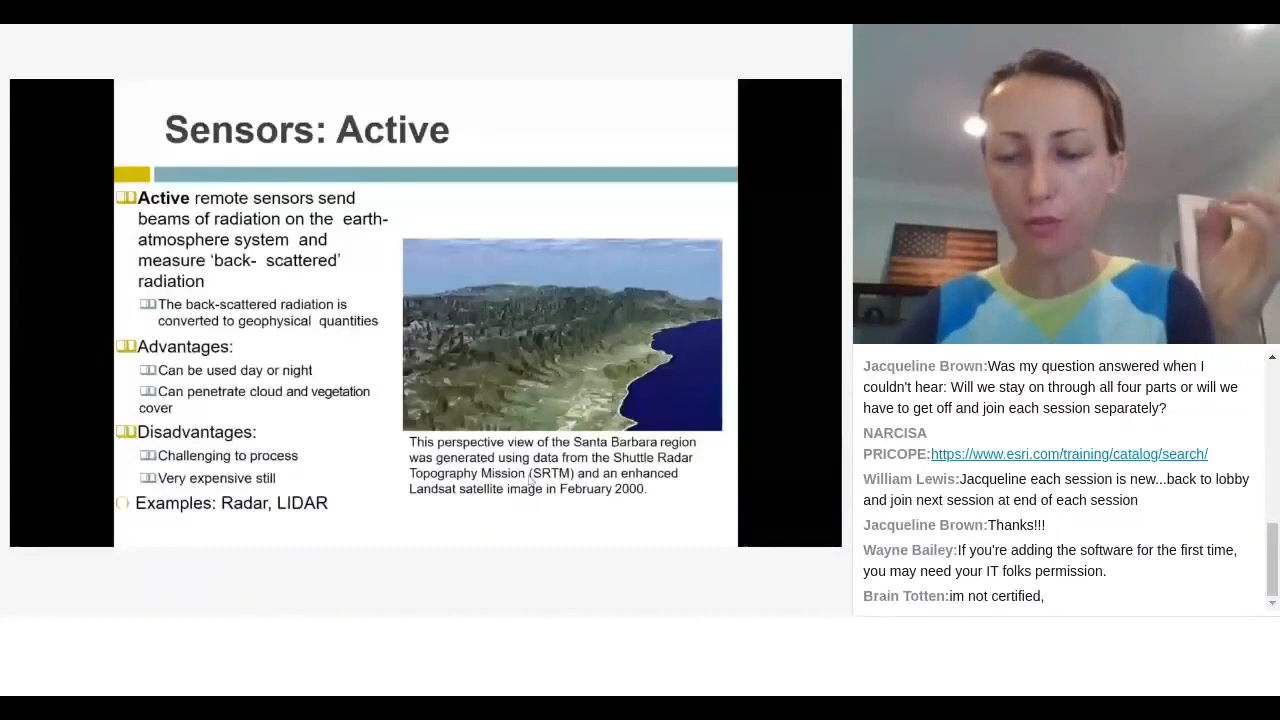 Sensors: Active
Active remote sensors send
beams of radiation on the earth-
atmosphere system and
measure ‘back- scattered’
radiation
The back-scattered radiation is
converted to geophysical quantities
Advantages:
Can be used day or night
Can penetrate cloud and vegetation
cover
Disadvantages:
Challenging to process
Very expensive still
Examples: Radar, LIDAR
This perspective view of the Santa Barbara region
was generated using data from the Shuttle Radar
Topography Mission (SRTM) and an enhanced
Landsat satellite image in February 2000.
Jacqueline Brown:Was my question answered when I
couldn't hear: Will we stay on through all four parts or will we
have to get off and join each session separately?
NARCISA
PRICOPE:https://www.esri.com/training/catalog/search/
William Lewis:Jacqueline each session is new...back to lobby
and join next session at end of each session
Jacqueline Brown:Thanks!!!
Wayne Bailey:If you're adding the software for the first time,
you may need your IT folks permission.
Brain Totten:im not certified,